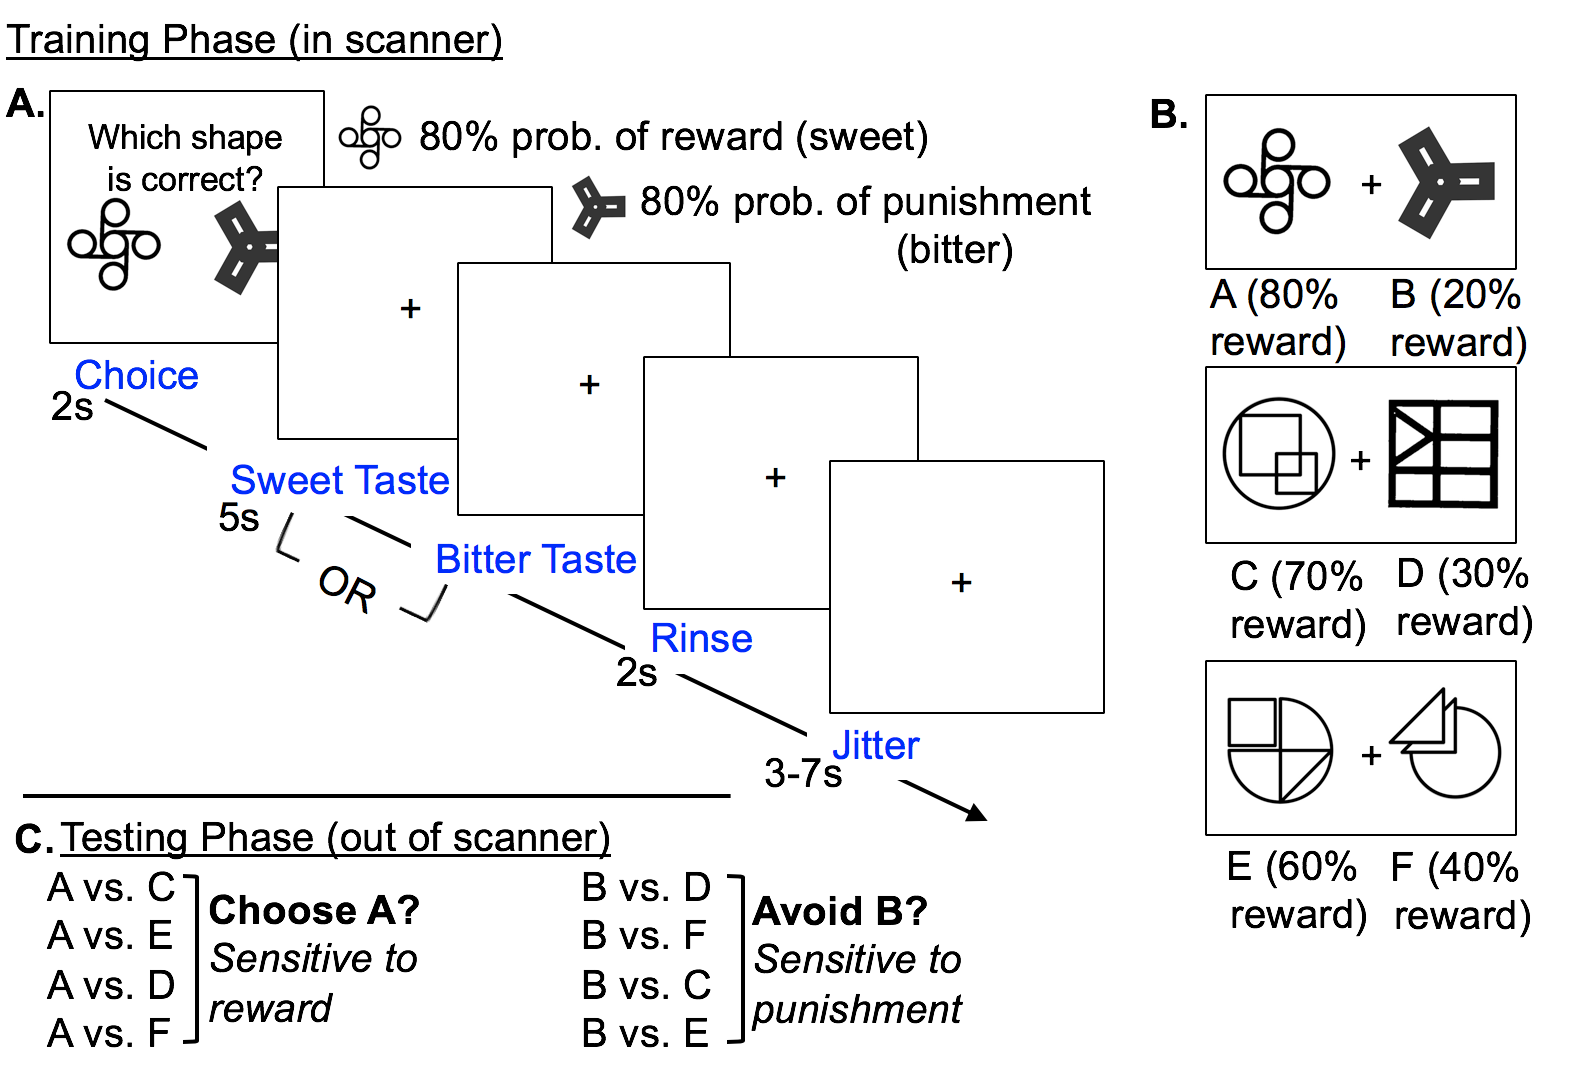 Training Phase (in scanner)
A.
Which shape
is correct?
80% prob. of reward (sweet)
80% prob. of punishment
(bitter)
+
+
+
+
Choice
2s
Sweet Taste
5s
OR
Bitter Taste
Rinse
2s
Jitter
3-7s
B.
+
A (80%
reward)
B (20%
reward)
+
C (70%
reward)
D (30%
reward)
+
E (60%
reward)
F (40%
reward)
C. Testing Phase (out of scanner)
A vs. C
A vs. E
A vs. D
A vs. F
Choose A?
Sensitive to
reward
B vs. D
B vs. F
B vs. C
B vs. E
Avoid B?
Sensitive to
punishment